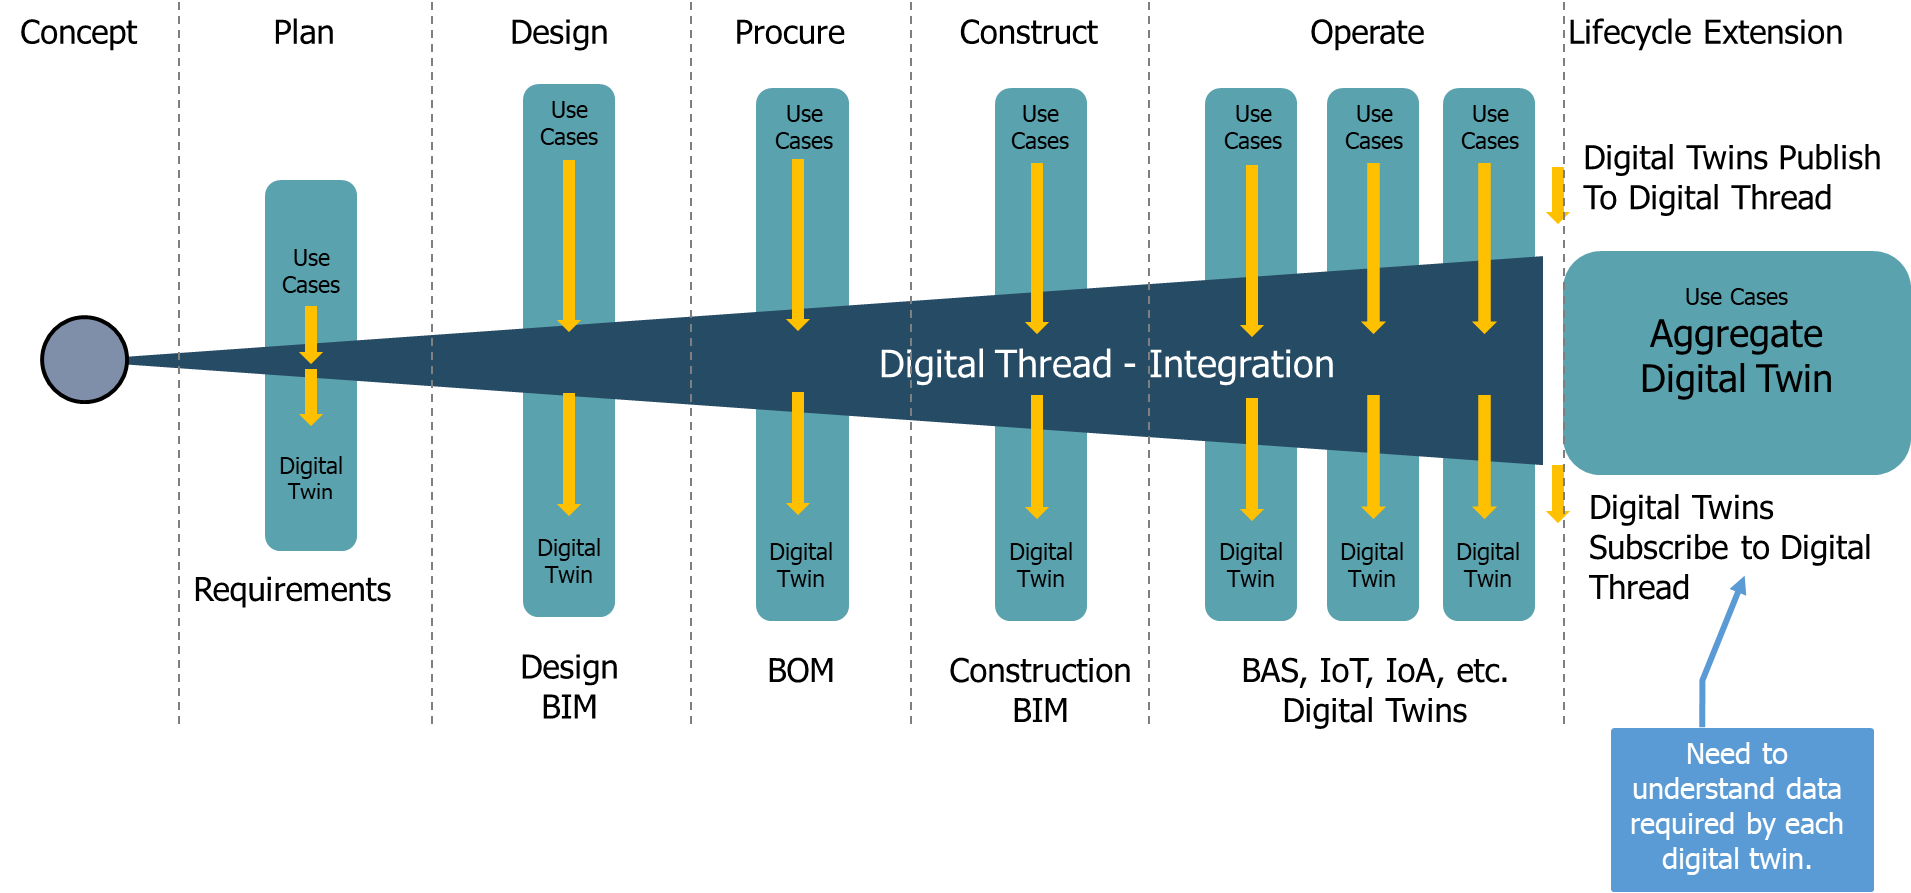 Concept
Plan
Design
Procure
Construct
Operate
Lifecycle Extension
Use
Cases
Digital
Twin
Requirements
Use
Cases
Digital
Twin
Design
BIM
Use
Cases
Digital
Twin
BOM
Use
Cases
Digital
Twin
Construction
BIM
Use
Cases
Digital
Twin
Use
Cases
Digital
Twin
Use
Cases
Digital
Twin
BAS, IoT, IoA, etc.
Digital Twins
Digital Thread - Integration
Digital Twins Publish
To Digital Thread
Use Cases
Aggregate
Digital Twin
Digital Twins
Subscribe to Digital
Thread
Need to
understand data
required by each
digital twin.